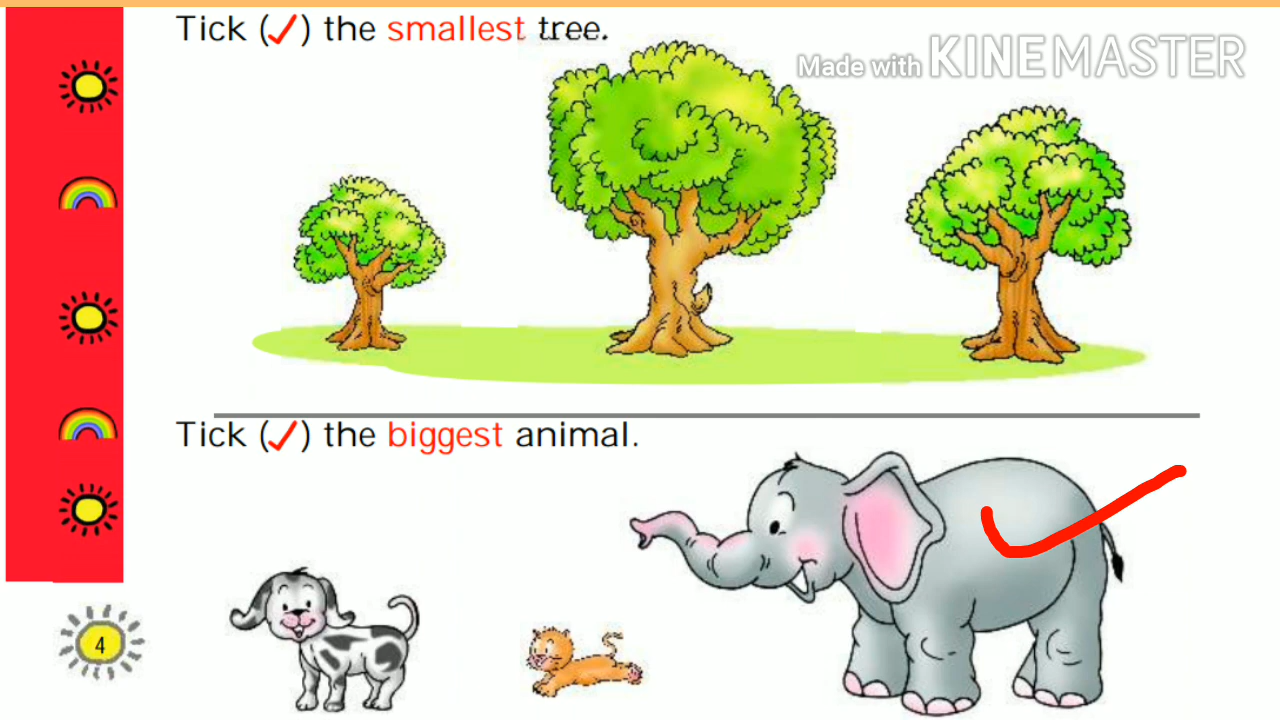 Tick (✓) the smallest tree.
Made with KINEMASTER
Tick (✓) the biggest animal.
4